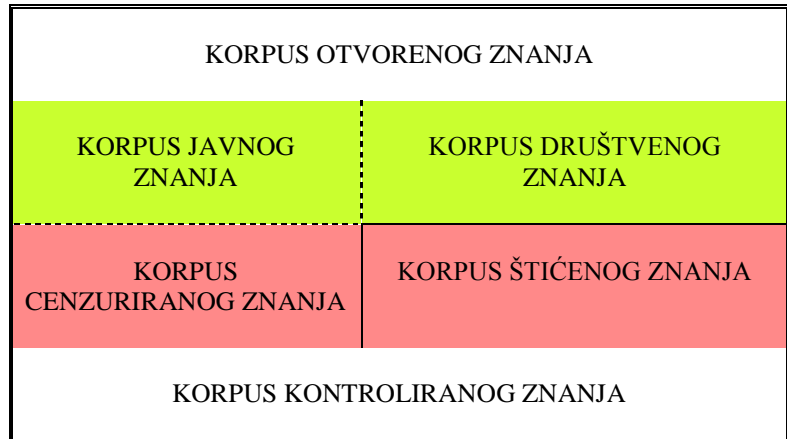 KORPUS OTVORENOG ZNANJA
KORPUS JAVNOG
ZNANJA
KORPUS DRUŠTVENOG
ZNANJA
KORPUS
CENZURIRANOG ZNANJA
KORPUS ŠTIĆENOG ZNANJA
KORPUS KONTROLIRANOG ZNANJA